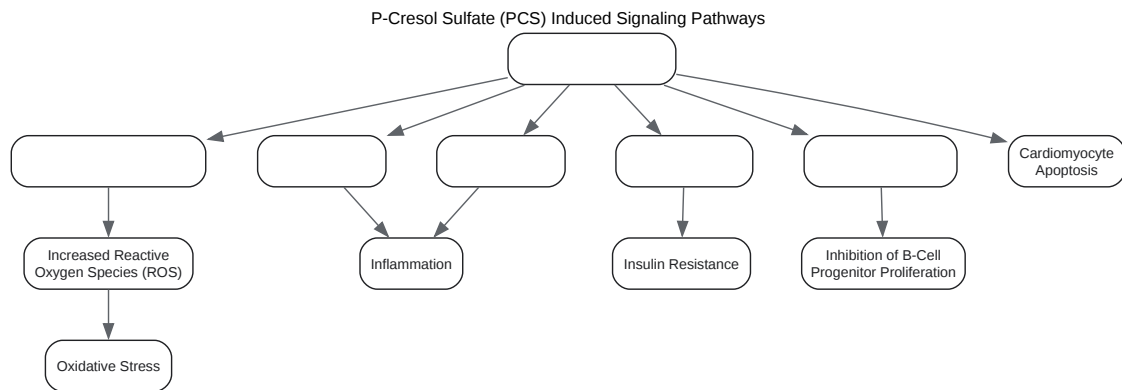 P-Cresol Sulfate (PCS) Induced Signaling Pathways
Cardiomyocyte
Apoptosis
Increased Reactive
Oxygen Species (ROS)
Inflammation
Insulin Resistance
Inhibition of B-Cell
Progenitor Proliferation
Oxidative Stress